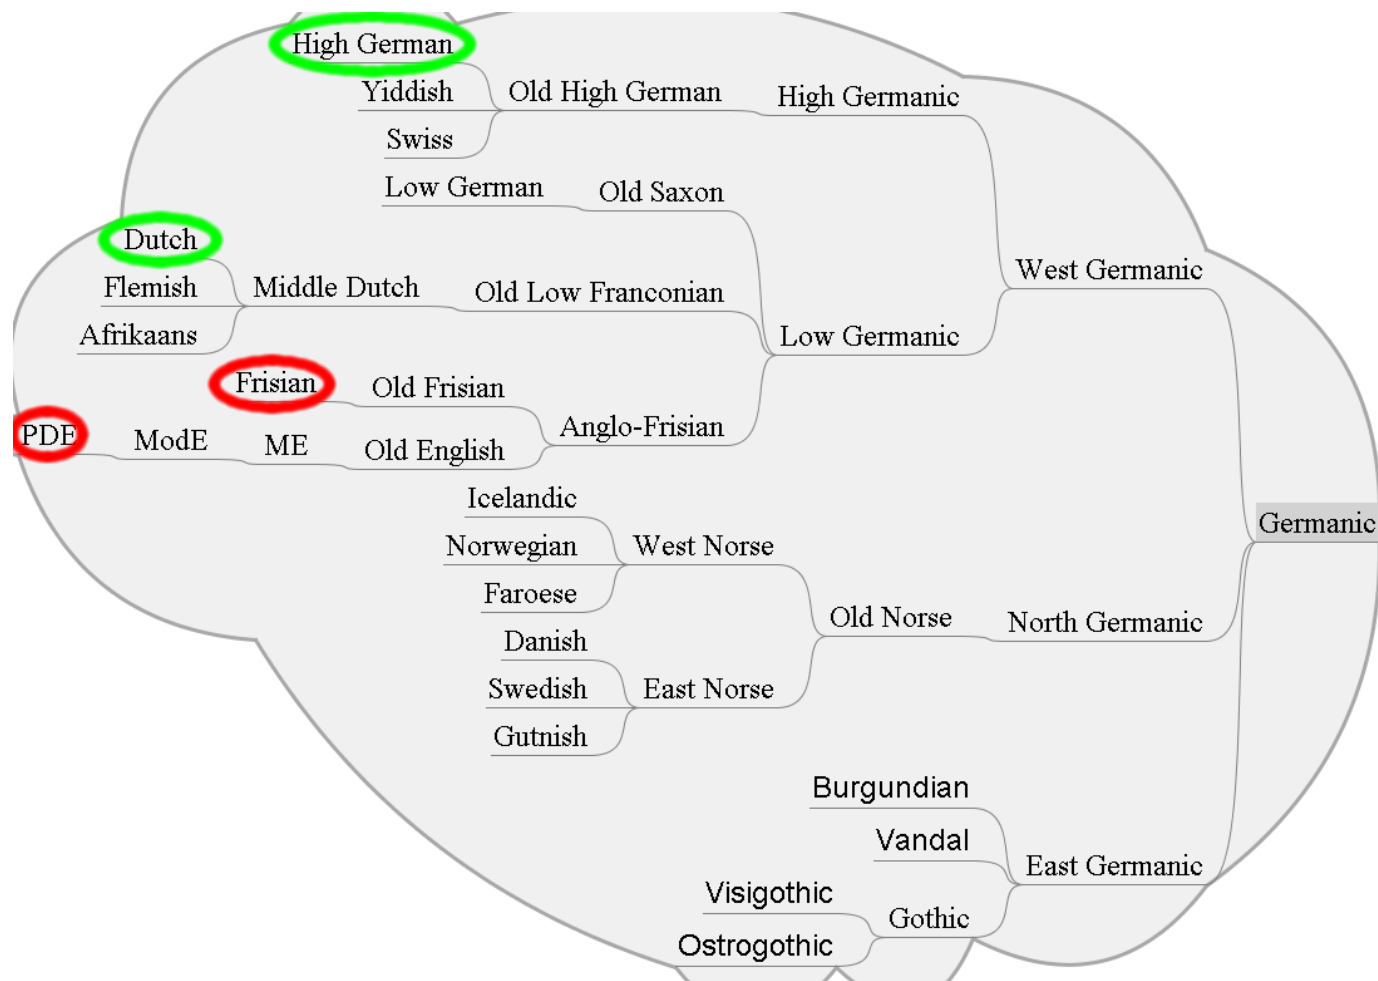 High German
Yiddish
Swiss
Old High German
High Germanic
Low German
Old Saxon
Dutch
Flemish
Afrikaans
Middle Dutch
Old Low Franconian
Low Germanic
West Germanic
Frisian
Old Frisian
PDE
ModE
ME
Old English
Anglo-Frisian
Icelandic
Norwegian
Faroese
West Norse
Danish
Swedish
Gutnish
East Norse
Old Norse
North Germanic
Germanic
Burgundian
Vandal
Visigothic
Ostrogothic
Gothic
East Germanic